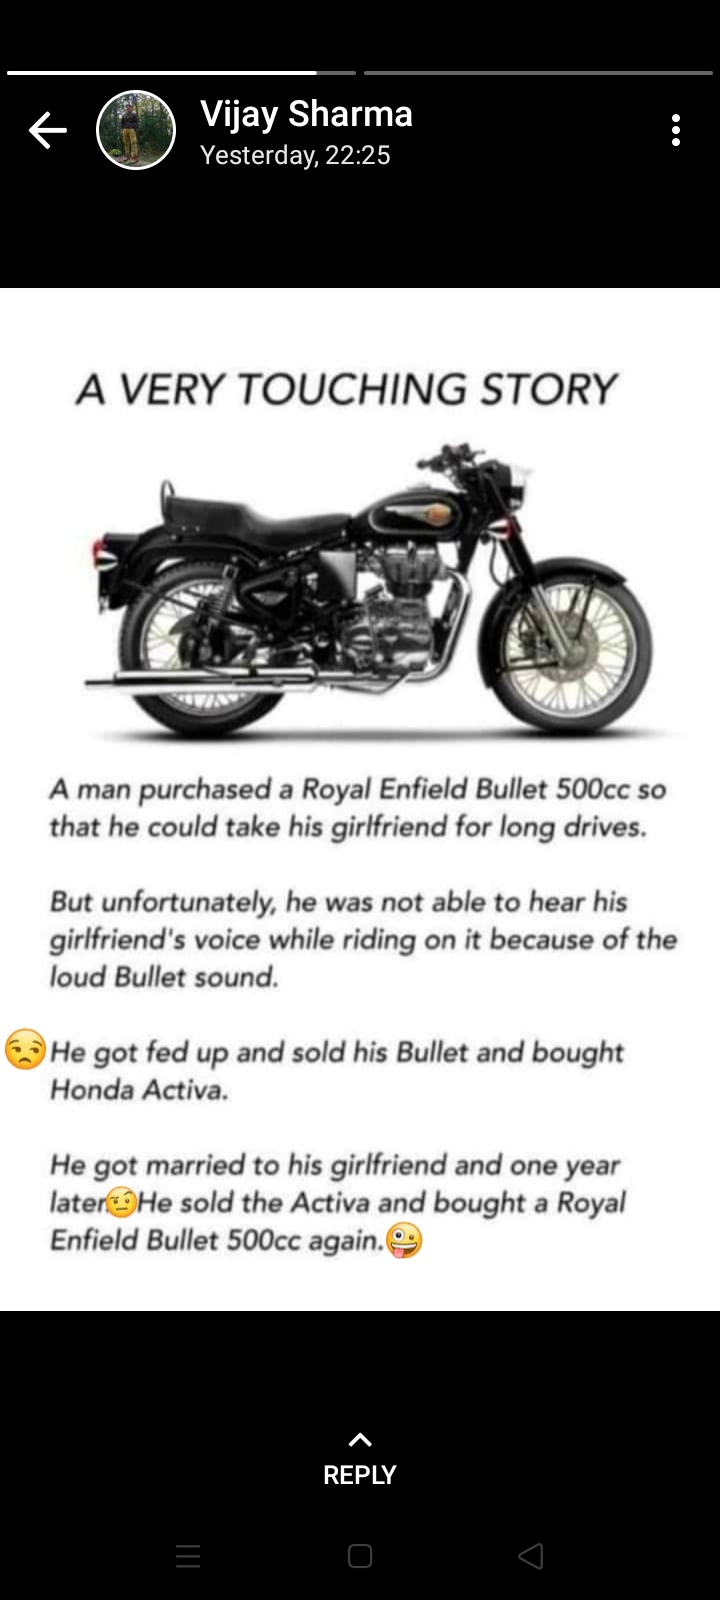 Vijay Sharma
Yesterday, 22:25
A VERY TOUCHING STORY
A man purchased a Royal Enfield Bullet 500cc so
that he could take his girlfriend for long drives.
But unfortunately, he was not able to hear his
girlfriend's voice while riding on it because of the
loud Bullet sound.
😒He got fed up and sold his Bullet and bought
Honda Activa.
He got married to his girlfriend and one year
later🤨He sold the Activa and bought a Royal
Enfield Bullet 500cc again.🤪
REPLY